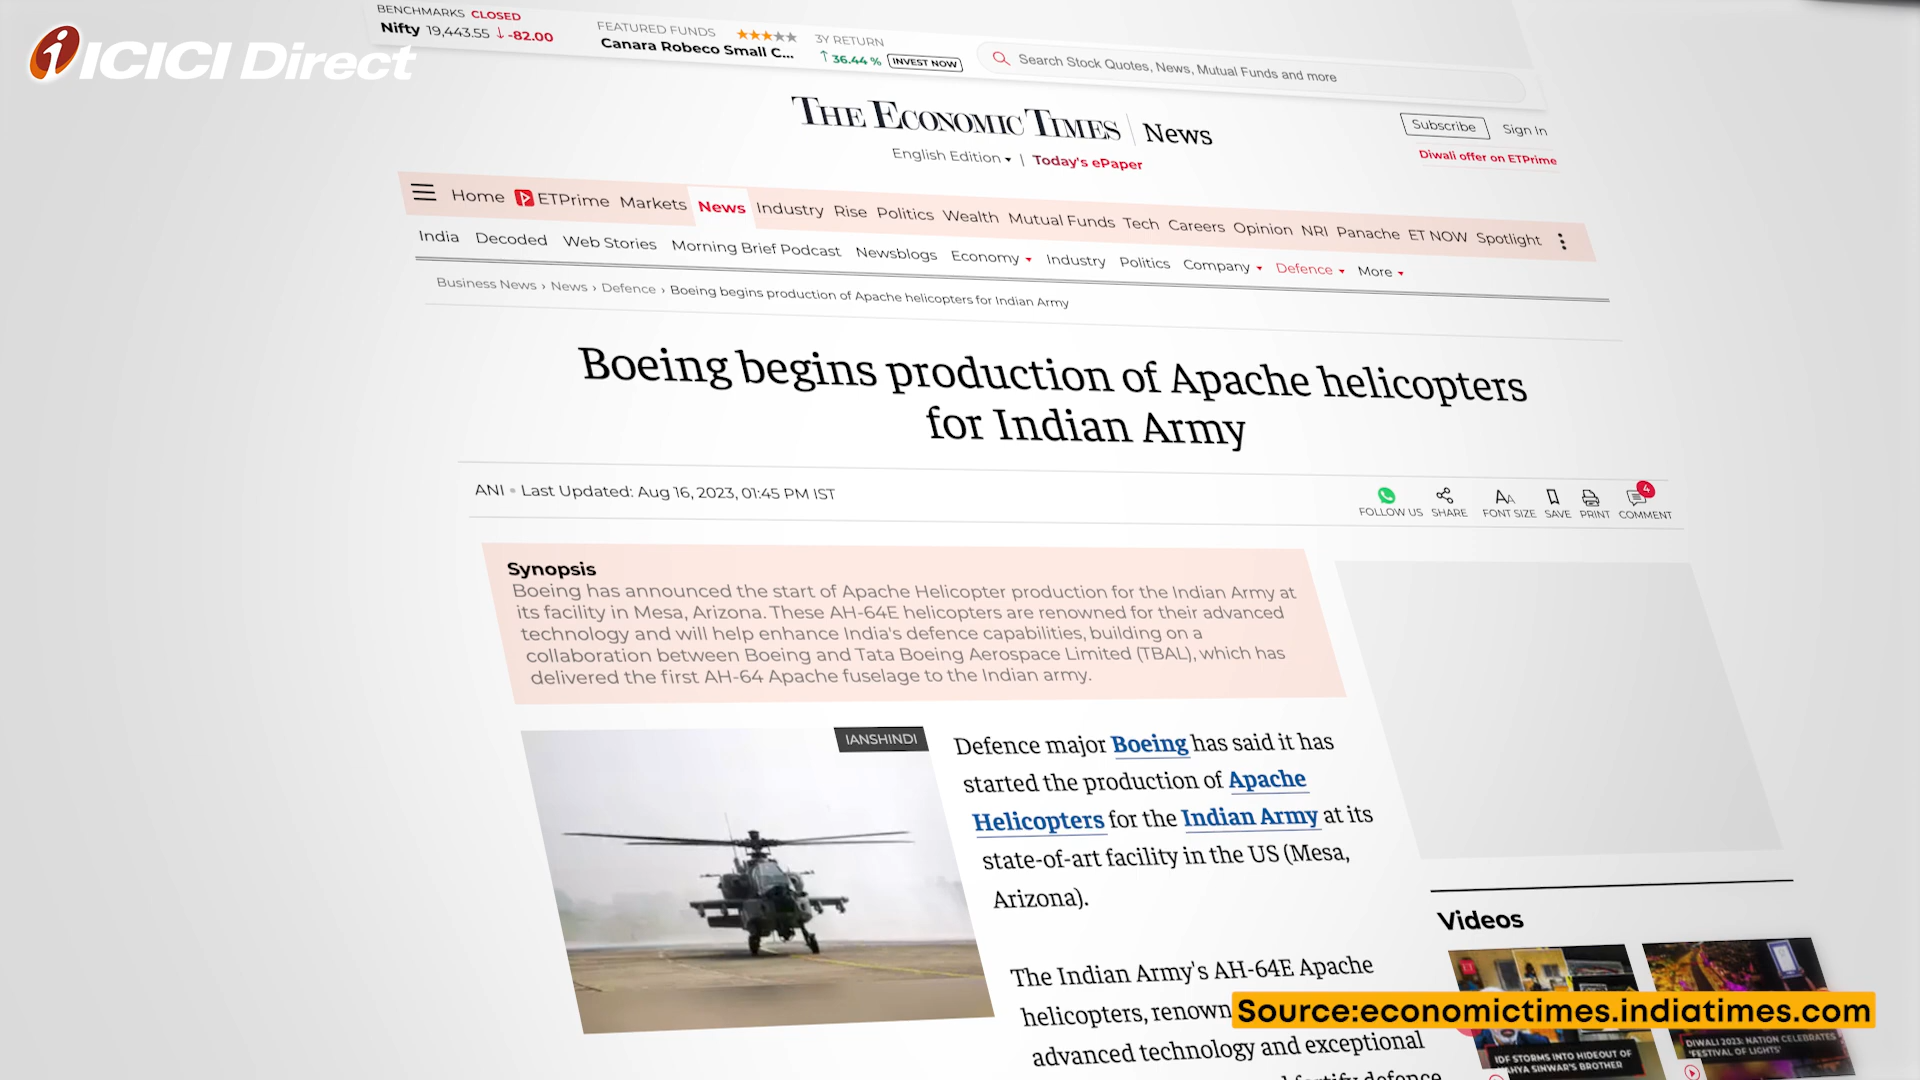 ICICI Direct
BENCHMARKS CLOSED
Nifty 19,443.55 ↓ -82.00
FEATURED FUNDS ★★★★★
Canara Robeco Small C...
3Y RETURN
↑ 36.44 % INVEST NOW
Search Stock Quotes, News, Mutual Funds and more
THE ECONOMIC TIMES | News
English Edition ▾ | Today's ePaper
Subscribe Sign In
Diwali offer on ETPrime
Home ETPrime Markets News Industry Rise Politics Wealth Mutual Funds Tech Careers Opinion NRI Panache ET NOW Spotlight
India Decoded Web Stories Morning Brief Podcast Newsblogs Economy ▾ Industry Politics Company ▾ Defence ▾ More ▾
Business News › News › Defence › Boeing begins production of Apache helicopters for Indian Army
Boeing begins production of Apache helicopters
for Indian Army
ANI • Last Updated: Aug 16, 2023, 01:45 PM IST
4
FOLLOW US SHARE FONT SIZE SAVE PRINT COMMENT
Synopsis
Boeing has announced the start of Apache Helicopter production for the Indian Army at
its facility in Mesa, Arizona. These AH-64E helicopters are renowned for their advanced
technology and will help enhance India's defence capabilities, building on a
collaboration between Boeing and Tata Boeing Aerospace Limited (TBAL), which has
delivered the first AH-64 Apache fuselage to the Indian army.
IANSHINDI
Defence major Boeing has said it has
started the production of Apache
Helicopters for the Indian Army at its
state-of-art facility in the US (Mesa,
Arizona).
The Indian Army's AH-64E Apache
helicopters, renown
advanced technology and exceptional
Videos
Source:economictimes.indiatimes.com
IDF STORMS INTO HIDEOUT OF
YAHYA SINWAR'S BROTHER
DIWALI 2023: NATION CELEBRATES
'FESTIVAL OF LIGHTS'